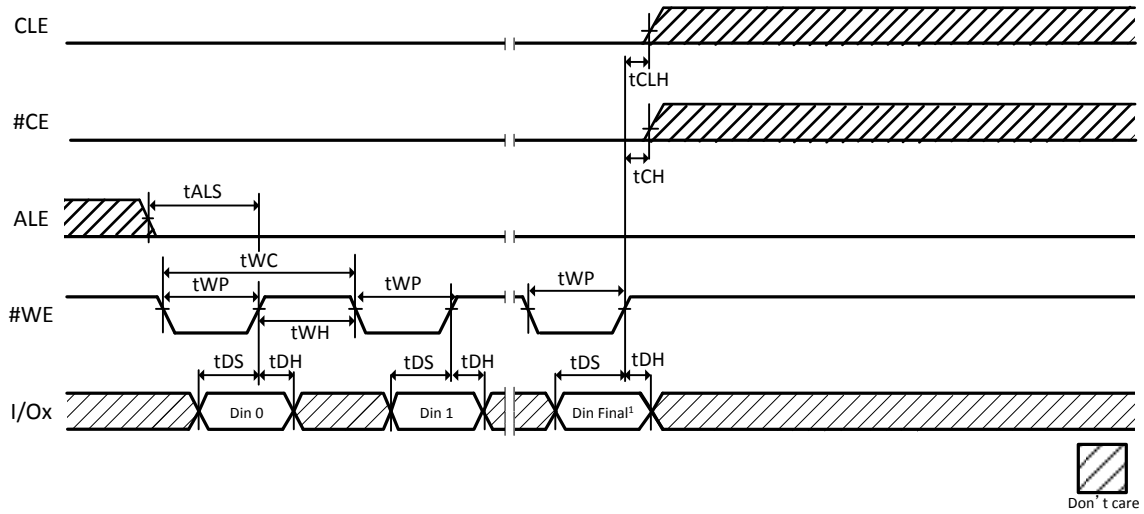 CLE
tCLH
#CE
tCH
tALS
ALE
tWC
tWP
tWP
tWP
#WE
tWH
tDS
tDH
tDS
tDH
tDS
tDH
I/Ox
Din 0
Din 1
Din Final¹
Don't care